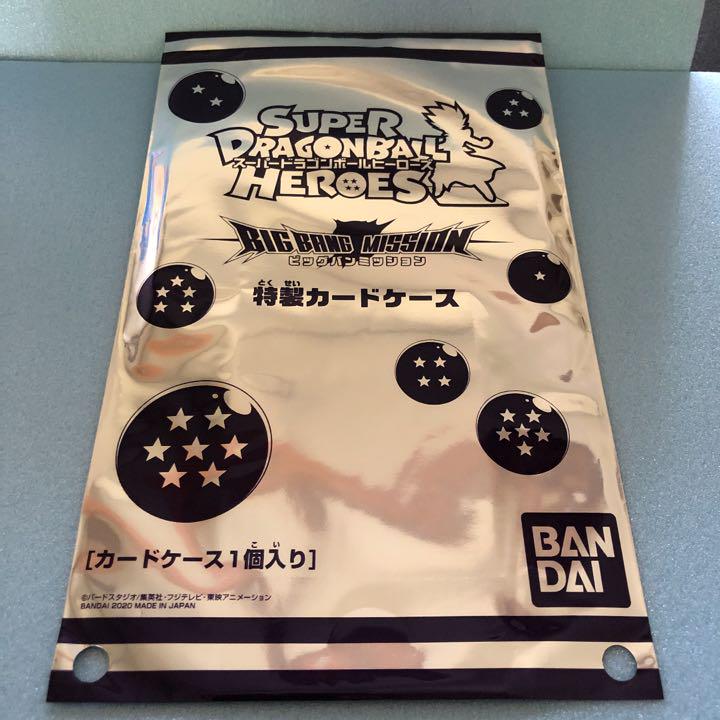 SUPER
DRAGONBALL
スーパードラゴンボールヒーローズ
HEROES
BIG BANG MISSION
ビッグバンミッション
とくせい
特製カードケース
こい
[カードケース1個入り]
©バードスタジオ/集英社・フジテレビ・東映アニメーション
BANDAI 2020 MADE IN JAPAN
BAN
DAI